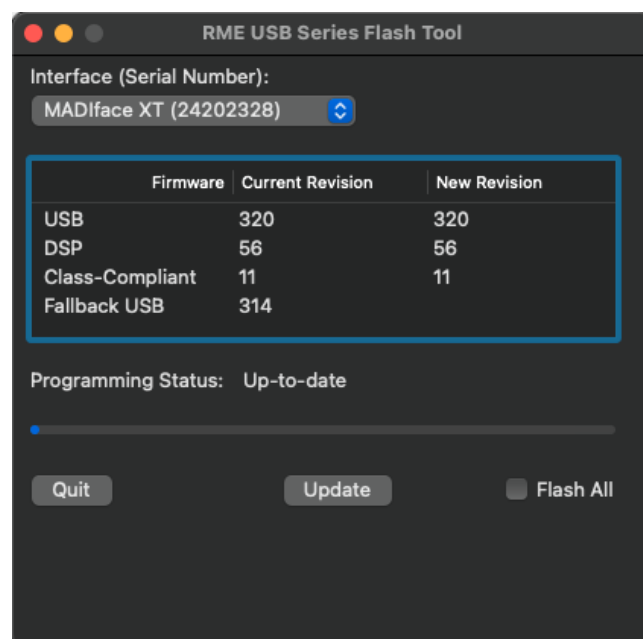 RME USB Series Flash Tool
Interface (Serial Number):
MADIface XT (24202328)
Firmware Current Revision New Revision
USB 320 320
DSP 56 56
Class-Compliant 11 11
Fallback USB 314
Programming Status: Up-to-date
Quit Update Flash All